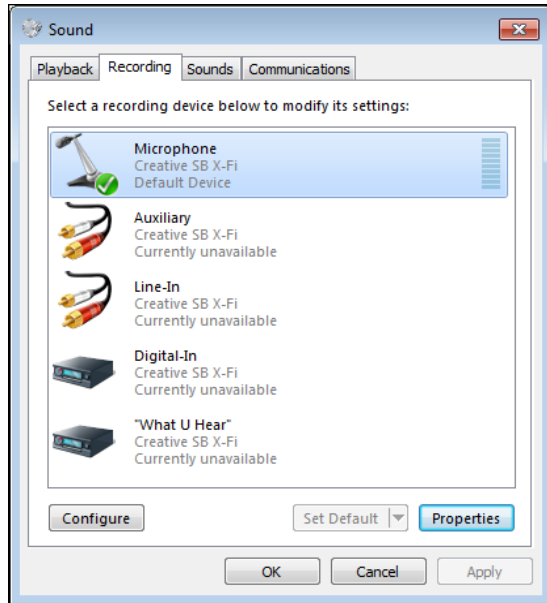 Sound
Playback Recording Sounds Communications
Select a recording device below to modify its settings:
Microphone
Creative SB X-Fi
Default Device
Auxiliary
Creative SB X-Fi
Currently unavailable
Line-In
Creative SB X-Fi
Currently unavailable
Digital-In
Creative SB X-Fi
Currently unavailable
"What U Hear"
Creative SB X-Fi
Currently unavailable
Configure Set Default Properties
OK Cancel Apply